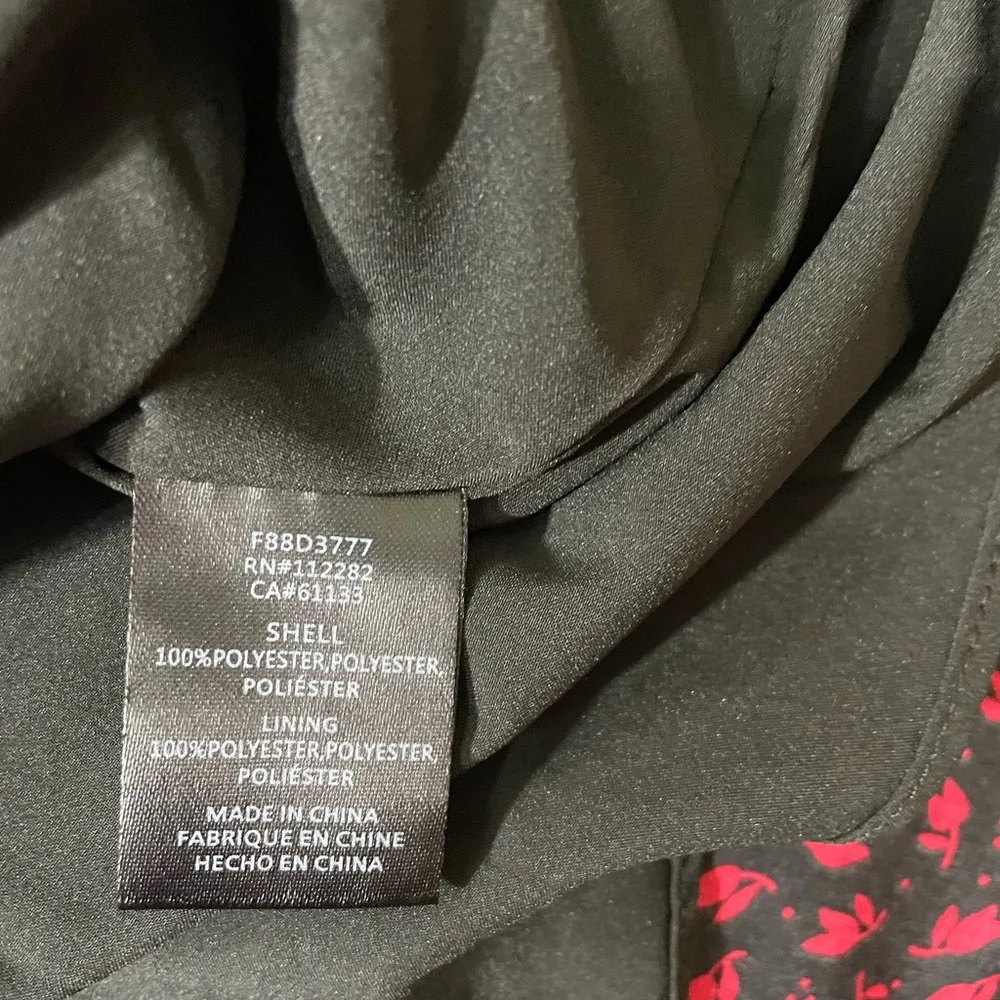 F88D3777
RN#112282
CA#61133
SHELL
100%POLYESTER,POLYESTER,
POLIÉSTER
LINING
100%POLYESTER,POLYESTER,
POLIÉSTER
MADE IN CHINA
FABRIQUE EN CHINE
HECHO EN CHINA